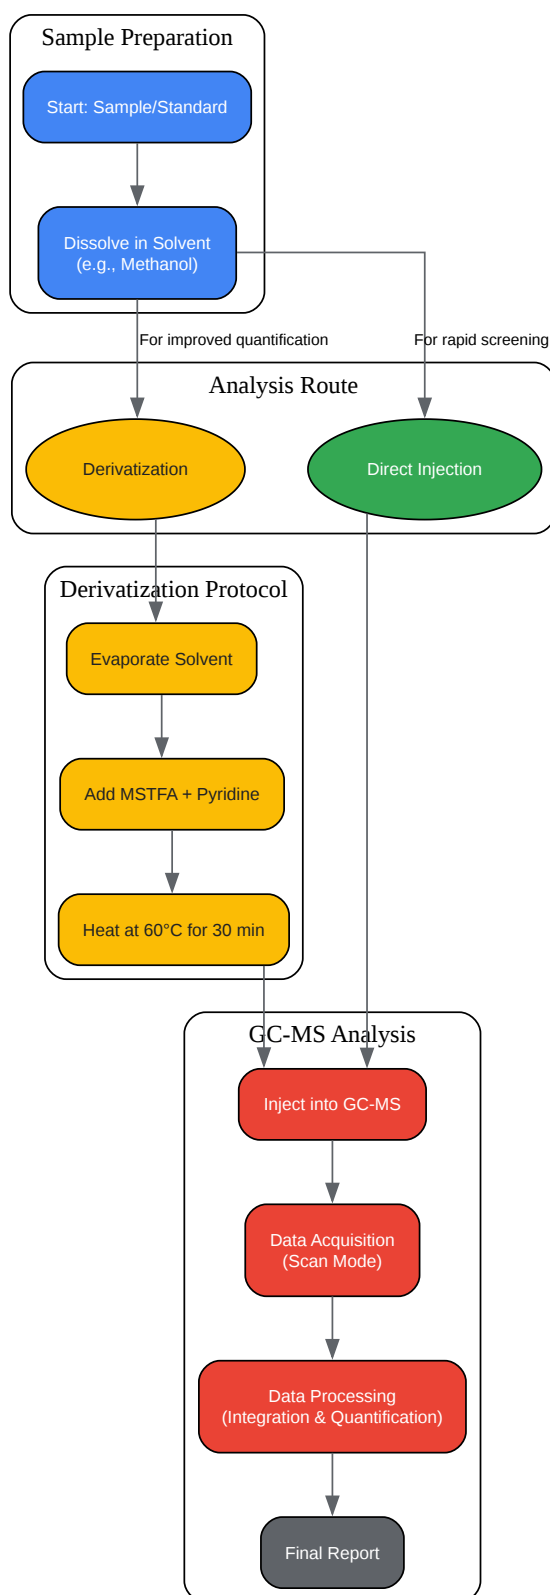 Sample Preparation
Start: Sample/Standard
Dissolve in Solvent
(e.g., Methanol)
For improved quantification
For rapid screening
Analysis Route
Derivatization
Direct Injection
Derivatization Protocol
Evaporate Solvent
Add MSTFA + Pyridine
Heat at 60°C for 30 min
GC-MS Analysis
Inject into GC-MS
Data Acquisition
(Scan Mode)
Data Processing
(Integration & Quantification)
Final Report